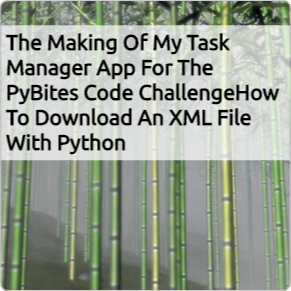 The Making Of My Task
Manager App For The
PyBites Code ChallengeHow
To Download An XML File
With Python